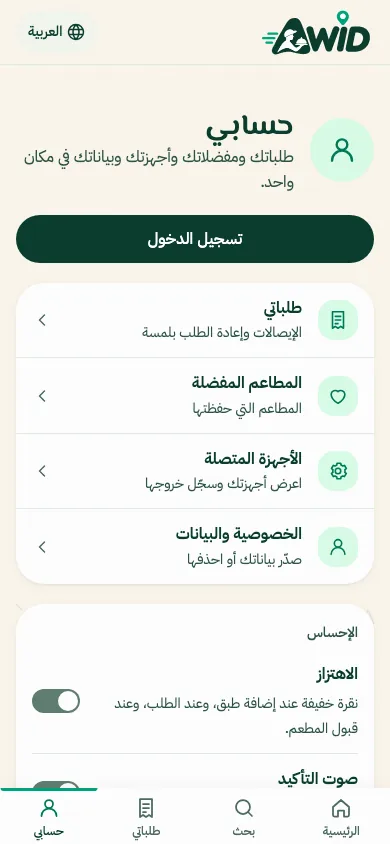 AWID
العربية
حسابي
طلباتك ومفضلاتك وأجهزتك وبياناتك في مكان
واحد.
تسجيل الدخول
طلباتي
الإيصالات وإعادة الطلب بلمسة
المطاعم المفضلة
المطاعم التي حفظتها
الأجهزة المتصلة
اعرض أجهزتك وسجّل خروجها
الخصوصية والبيانات
صدّر بياناتك أو احذفها
الإحساس
الاهتزاز
نقرة خفيفة عند إضافة طبق، وعند الطلب، وعند
قبول المطعم.
صوت التأكيد
الرئيسية
بحث
طلباتي
حسابي